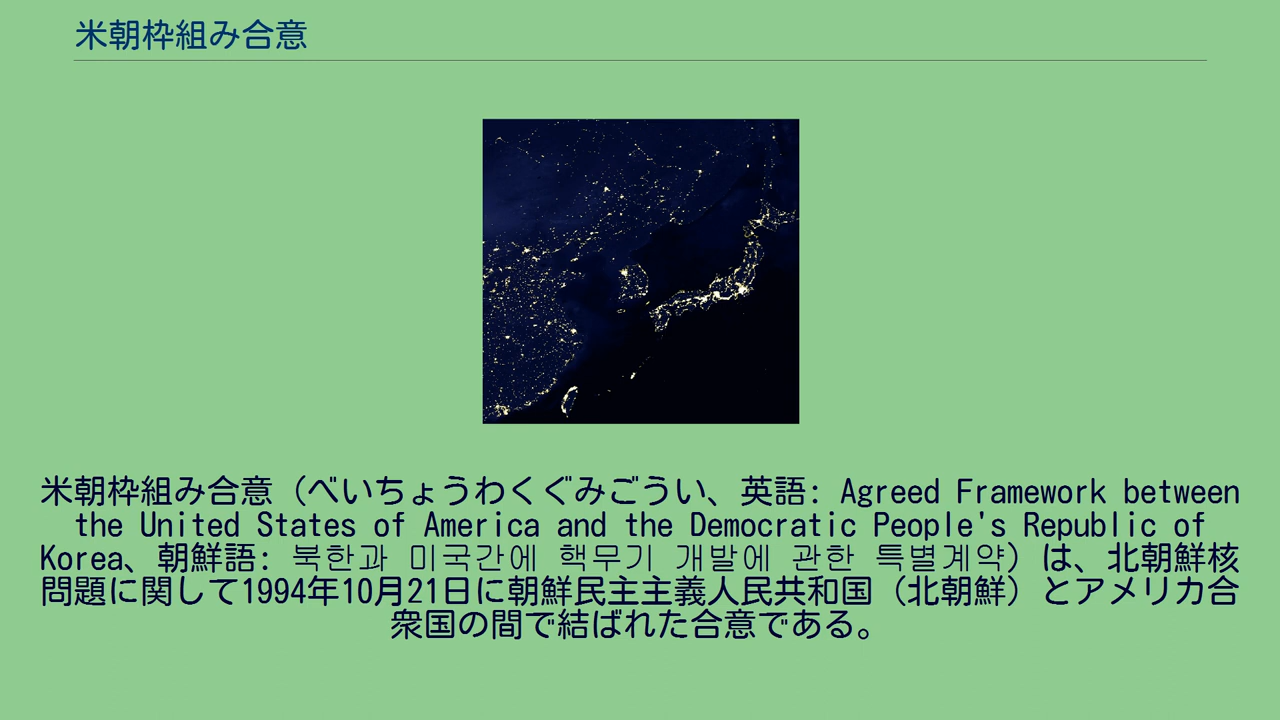 米朝枠組み合意
米朝枠組み合意（べいちょうわくぐみごうい、英語: Agreed Framework between
the United States of America and the Democratic People's Republic of
Korea、朝鮮語: 북한과 미국간에 핵무기 개발에 관한 특별계약）は、北朝鮮核
問題に関して1994年10月21日に朝鮮民主主義人民共和国（北朝鮮）とアメリカ合
衆国の間で結ばれた合意である。